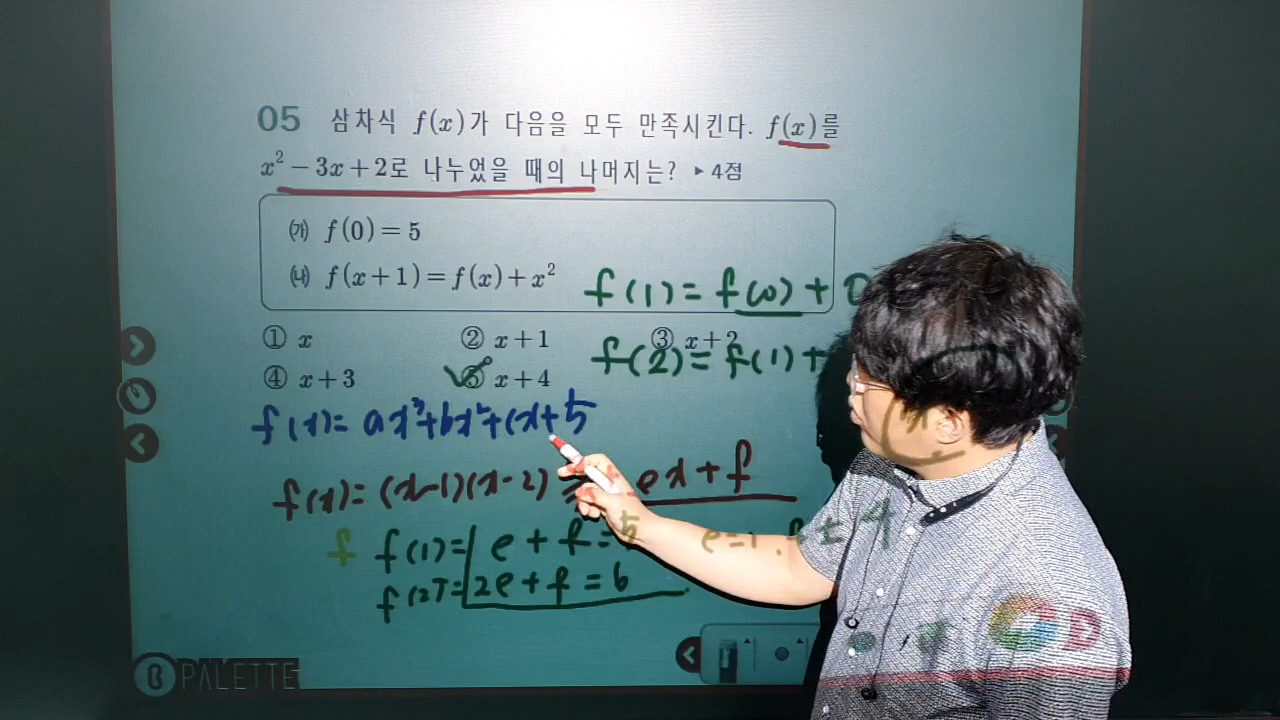 05 삼차식 f(x)가 다음을 모두 만족시킨다. f(x)를
x² − 3x + 2로 나누었을 때의 나머지는? ▶ 4점
㈎ f(0) = 5
㈏ f(x+1) = f(x) + x²
f(1) = f(0) + 0
① x ② x+1 ③ x+2
f(2) = f(1) +
④ x+3 ⑤ x+4
f(x) = ax³+bx²+cx+5
f(x) = (x-1)(x-2) ex + f
f f(1) = e + f = 5 e=1, f = 4
f(2) = 2e + f = 6
B PALETTE
D